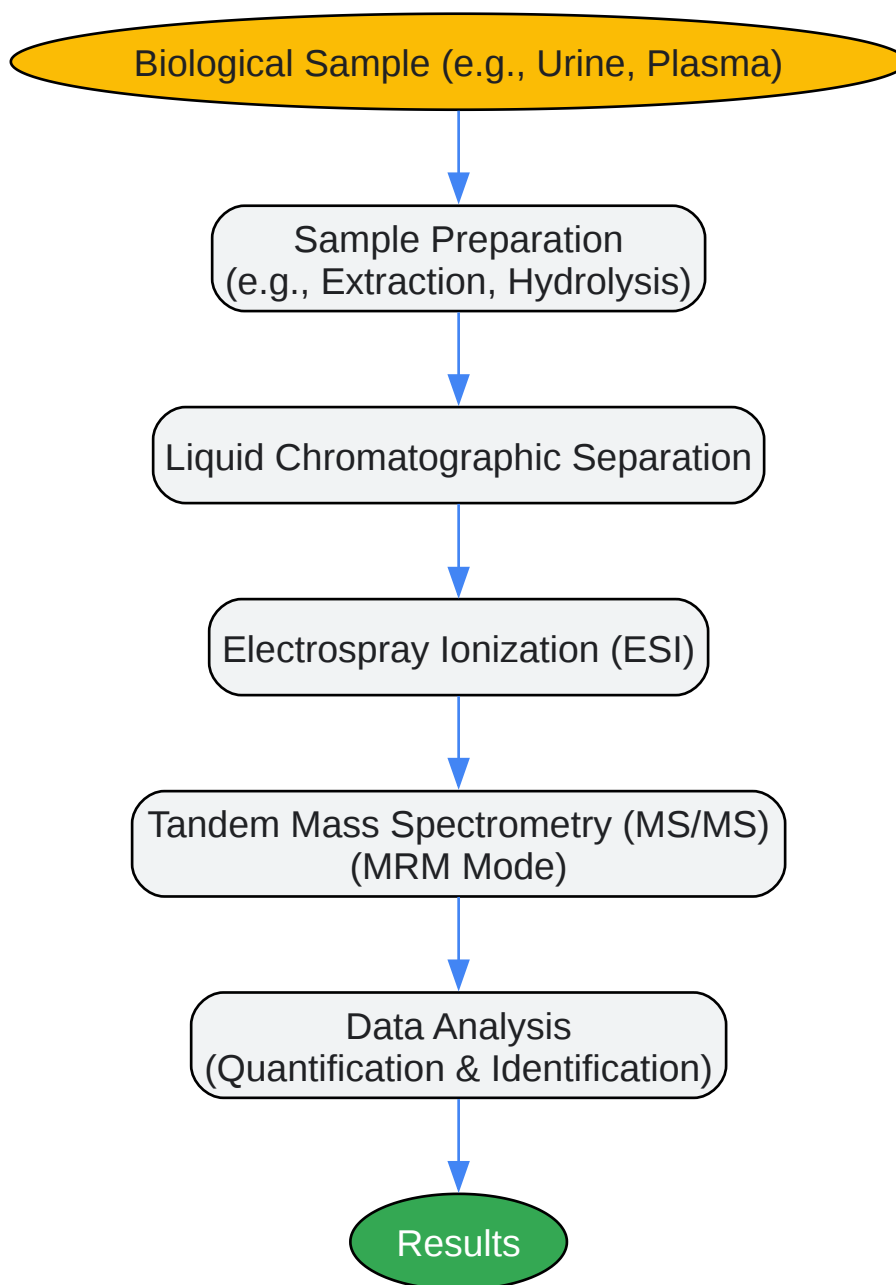 Biological Sample (e.g., Urine, Plasma)
Sample Preparation
(e.g., Extraction, Hydrolysis)
Liquid Chromatographic Separation
Electrospray Ionization (ESI)
Tandem Mass Spectrometry (MS/MS)
(MRM Mode)
Data Analysis
(Quantification & Identification)
Results